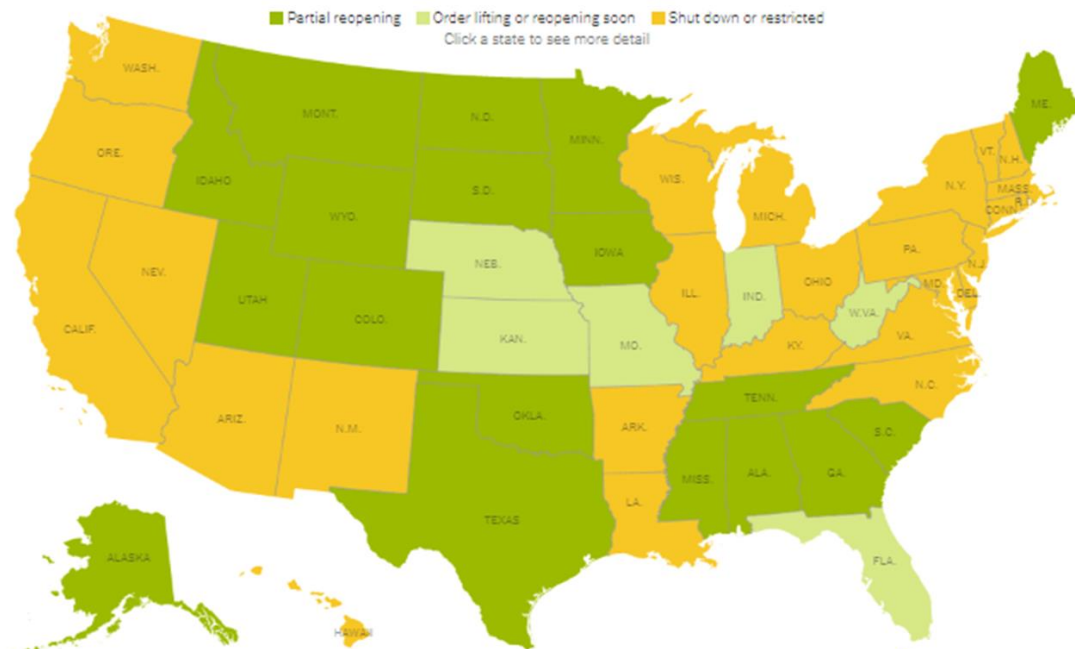 Partial reopening Order lifting or reopening soon Shut down or restricted
Click a state to see more detail
WASH.
MONT.
N.D.
MINN.
ME.
ORE.
IDAHO
S.D.
WIS.
VT.
N.H.
WYO.
MICH.
N.Y.
MASS.
R.I.
CONN.
IOWA
NEB.
PA.
N.J.
NEV.
UTAH
COLO.
ILL.
IND.
OHIO
MD.
DEL.
CALIF.
KAN.
MO.
W.VA.
VA.
KY.
N.C.
ARIZ.
N.M.
OKLA.
ARK.
TENN.
S.C.
MISS.
ALA.
GA.
TEXAS
LA.
FLA.
ALASKA
HAWAII